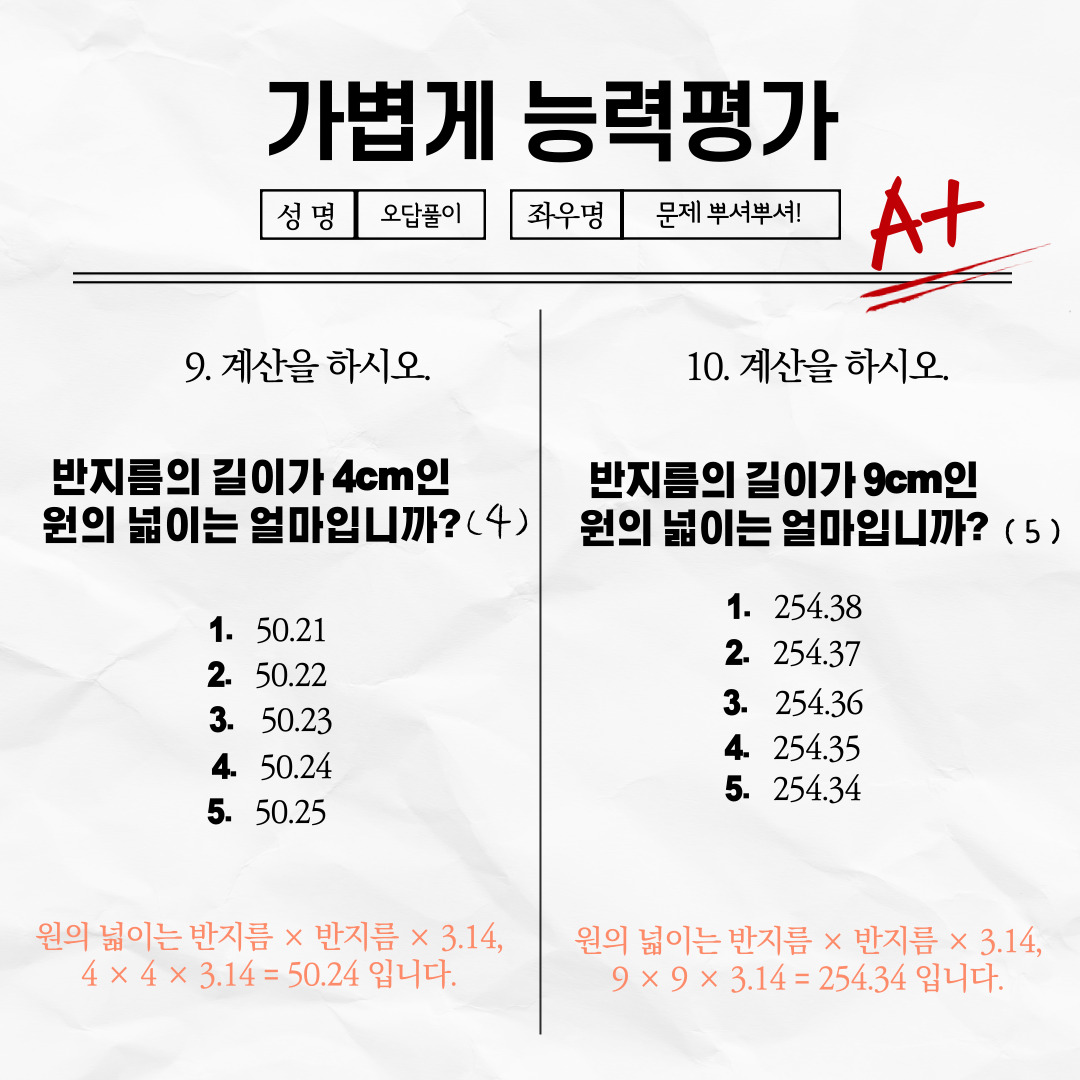 가볍게 능력평가
성 명 오답풀이 좌우명 문제 뿌셔뿌셔!
A+
9. 계산을 하시오.
반지름의 길이가 4cm인
원의 넓이는 얼마입니까? (4)
1. 50.21
2. 50.22
3. 50.23
4. 50.24
5. 50.25
원의 넓이는 반지름 × 반지름 × 3.14,
4 × 4 × 3.14 = 50.24 입니다.
10. 계산을 하시오.
반지름의 길이가 9cm인
원의 넓이는 얼마입니까? (5)
1. 254.38
2. 254.37
3. 254.36
4. 254.35
5. 254.34
원의 넓이는 반지름 × 반지름 × 3.14,
9 × 9 × 3.14 = 254.34 입니다.